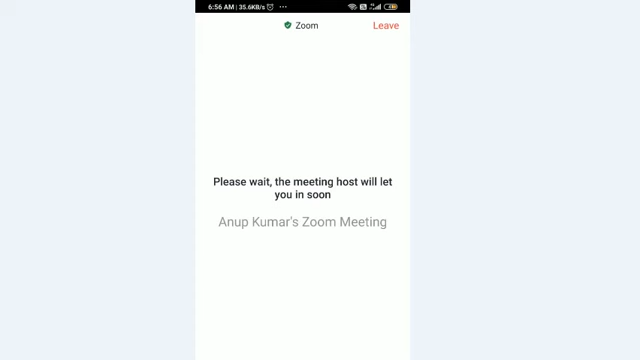 6:56 AM | 35.6KB/s ...
Zoom
Leave
Please wait, the meeting host will let
you in soon
Anup Kumar's Zoom Meeting